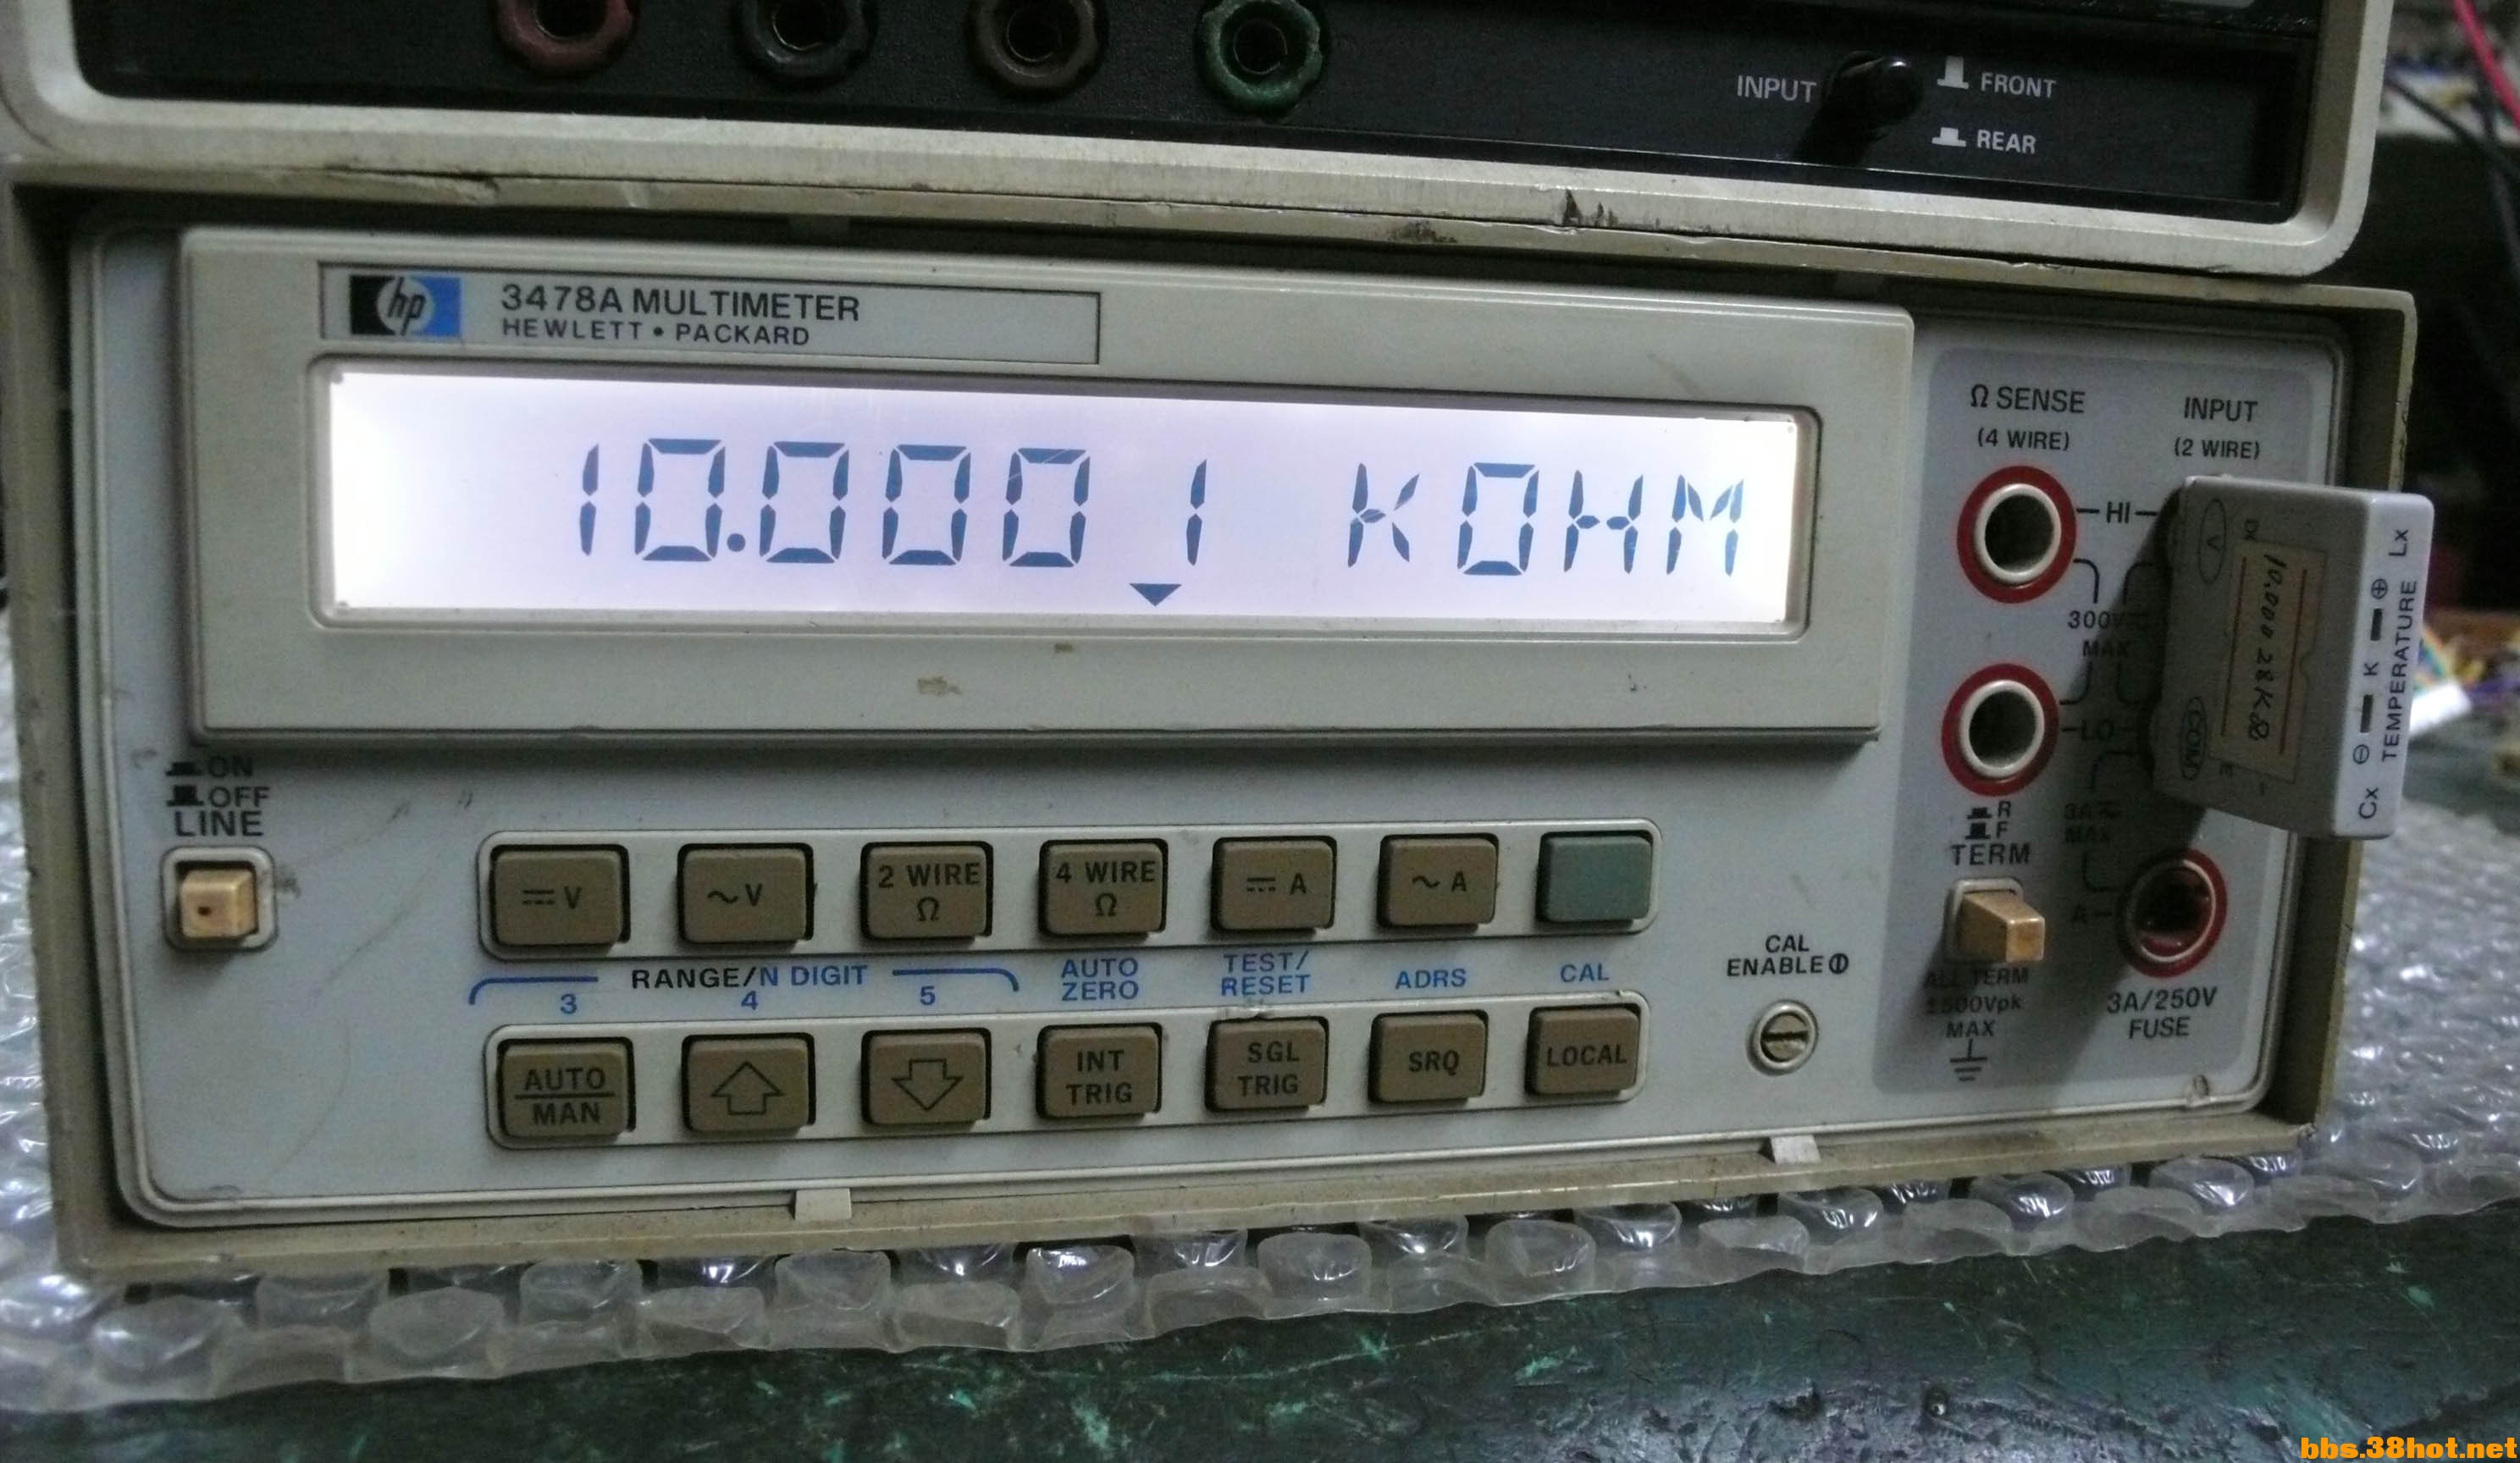 INPUT
FRONT
REAR
hp
3478A MULTIMETER
HEWLETT • PACKARD
10.0001 KOHM
Ω SENSE
(4 WIRE)
INPUT
(2 WIRE)
HI
300V
MAX
LO
V
10.00028KΩ
COM
Lx
⊕
K
⊖
TEMPERATURE
Cx
ON
OFF
LINE
R
F
TERM
3A
MAX
A
ALL TERM
±500Vpk
MAX
3A/250V
FUSE
V
~V
2 WIRE
Ω
4 WIRE
Ω
A
~A
RANGE/N DIGIT
3 4 5
AUTO
ZERO
TEST/
RESET
ADRS
CAL
CAL
ENABLE
AUTO
MAN
INT
TRIG
SGL
TRIG
SRQ
LOCAL
bbs.38hot.net